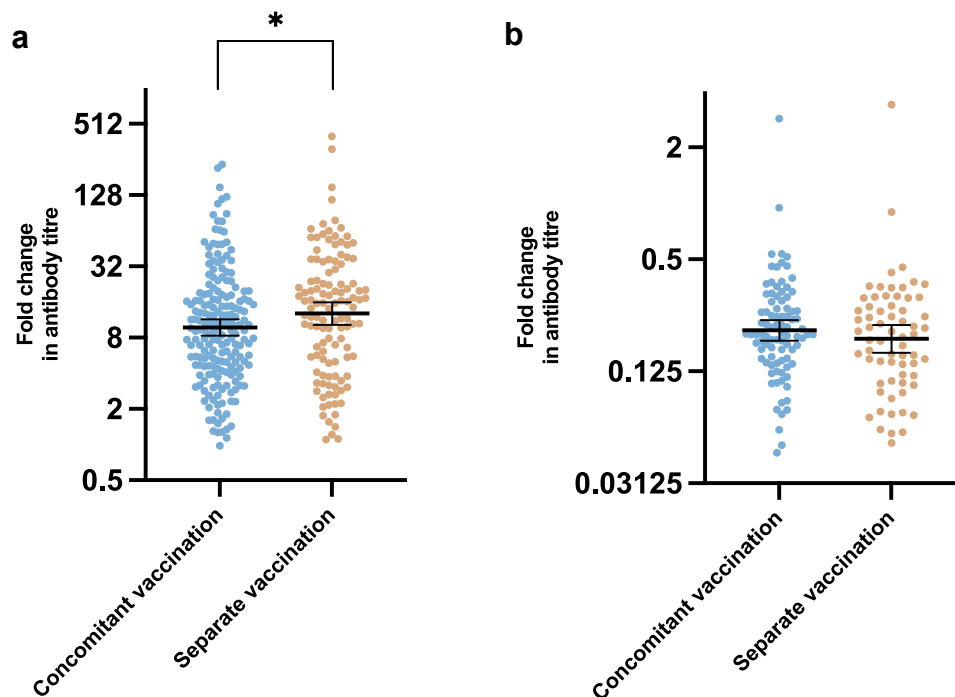 a
*
Fold change
in antibody titre
512
128
32
8
2
0.5
Concomitant vaccination
Separate vaccination
b
Fold change
in antibody titre
2
0.5
0.125
0.03125
Concomitant vaccination
Separate vaccination